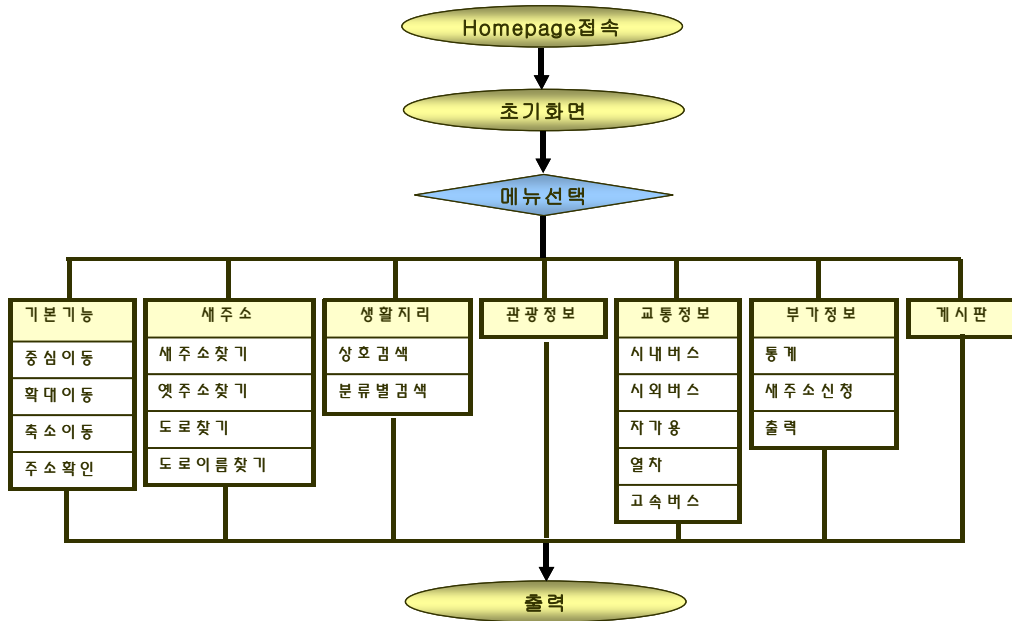 Homepage접속
초기화면
메뉴선택
기본기능
중심이동
확대이동
축소이동
주소확인
새주소
새주소찾기
옛주소찾기
도로찾기
도로이름찾기
생활지리
상호검색
분류별검색
관광정보
교통정보
시내버스
시외버스
자가용
열차
고속버스
부가정보
통계
새주소신청
출력
게시판
출력